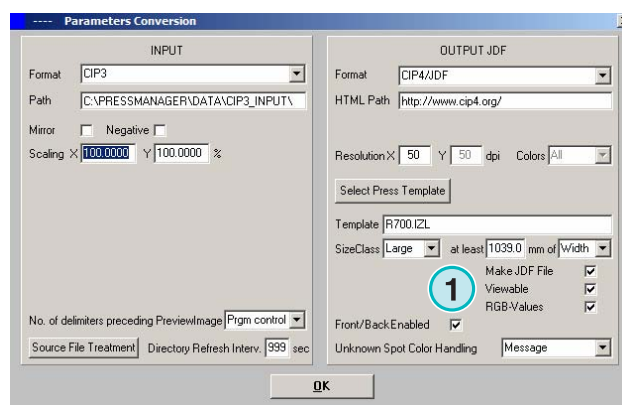 ---- Parameters Conversion
INPUT
Format CIP3
Path C:\PRESSMANAGER\DATA\CIP3_INPUT\
Mirror Negative
Scaling X 100.0000 Y 100.0000 %
No. of delimiters preceding PreviewImage Prgm control
Source File Treatment Directory Refresh Interv. 999 sec
OUTPUT JDF
Format CIP4/JDF
HTML Path http://www.cip4.org/
Resolution X 50 Y 50 dpi Colors All
Select Press Template
Template R700.IZL
SizeClass Large at least 1039.0 mm of Width
Make JDF File
1 Viewable
RGB-Values
Front/Back Enabled
Unknown Spot Color Handling Message
OK